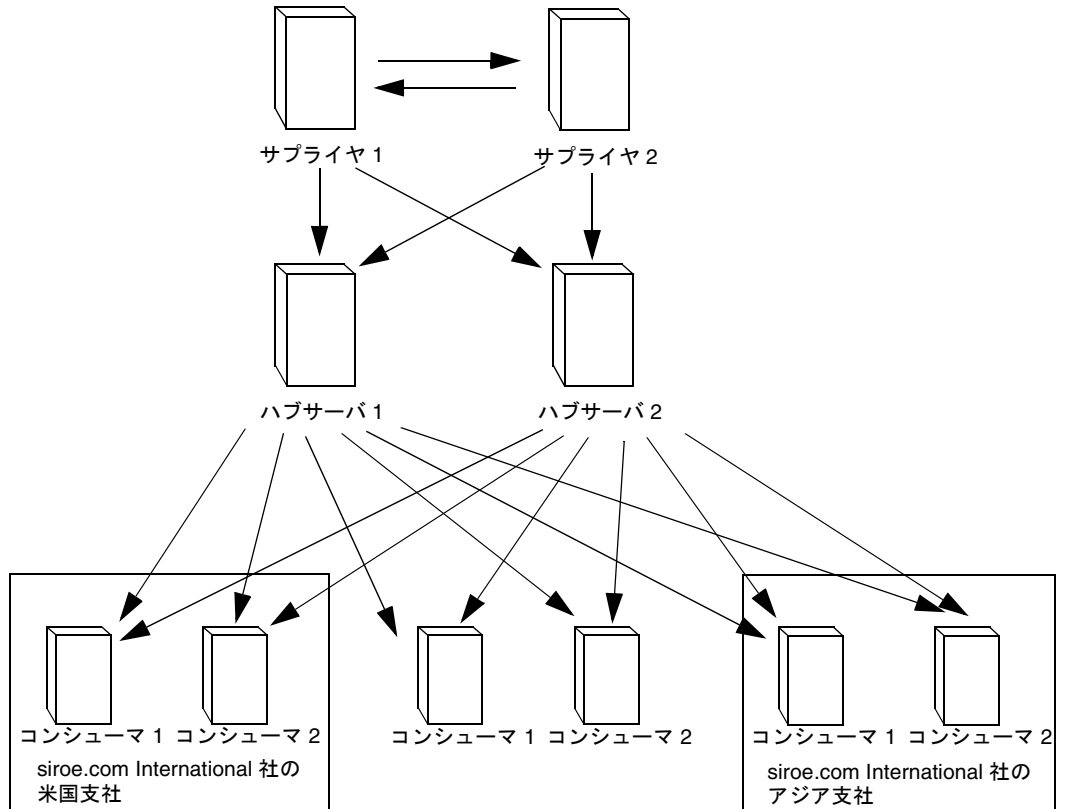 サプライヤ 1
サプライヤ 2
ハブサーバ 1
ハブサーバ 2
コンシューマ 1
コンシューマ 2
コンシューマ 1
コンシューマ 2
コンシューマ 1
コンシューマ 2
siroe.com International 社の
米国支社
siroe.com International 社の
アジア支社